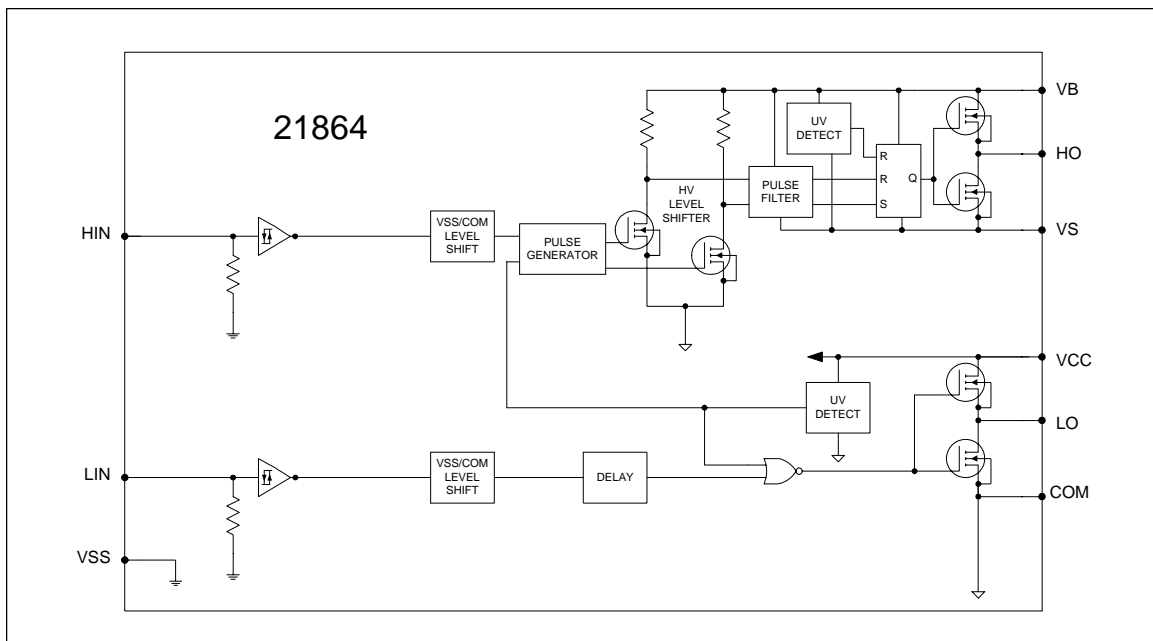 21864
VB
UV
DETECT
R
R
S
Q
HO
HV
LEVEL
SHIFTER
PULSE
FILTER
HIN
VSS/COM
LEVEL
SHIFT
PULSE
GENERATOR
VS
VCC
UV
DETECT
LO
LIN
VSS/COM
LEVEL
SHIFT
DELAY
COM
VSS